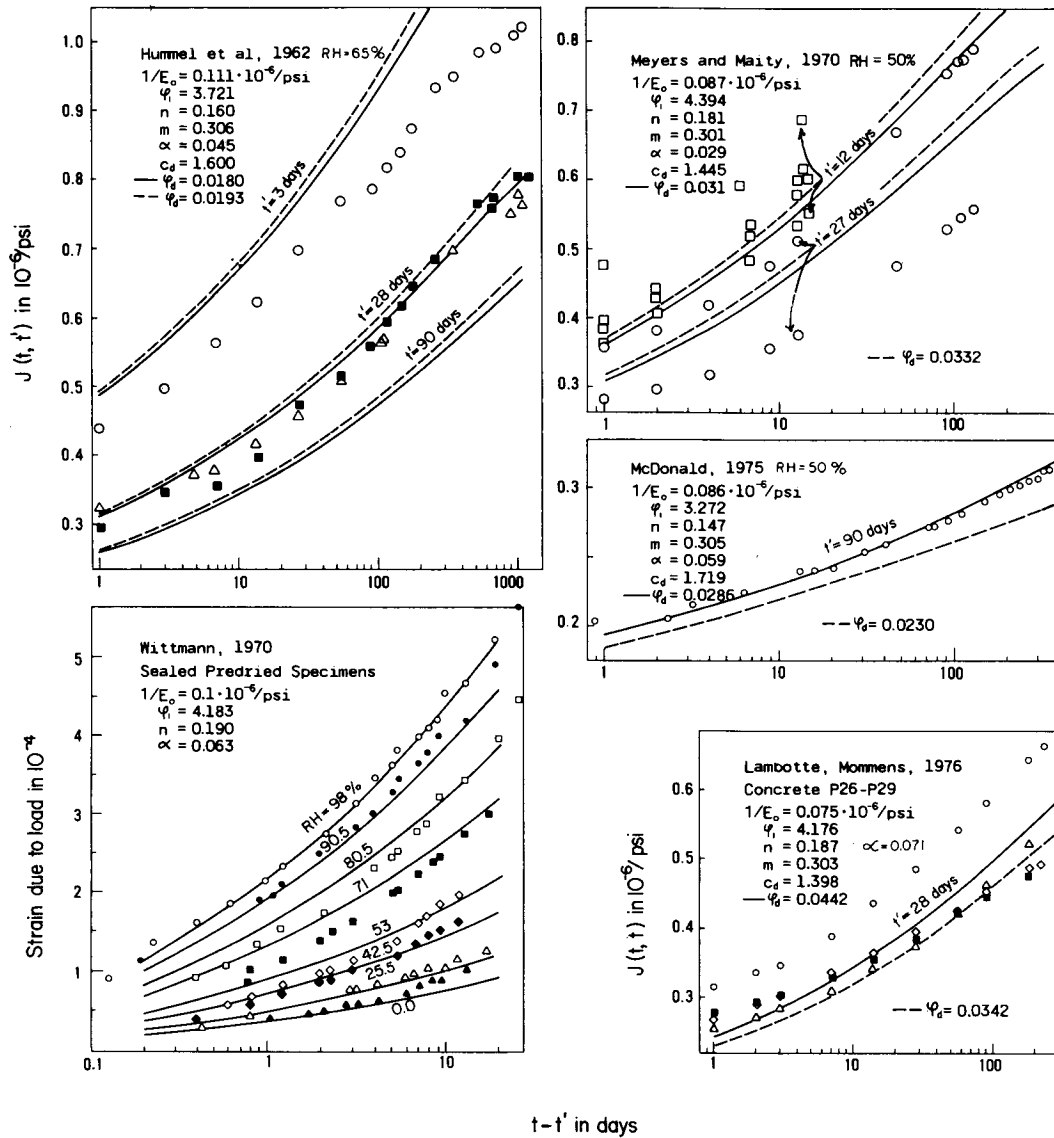 Hummel et al, 1962 RH=65%
1/E₀ = 0.111·10⁻⁶/psi
φ₁ = 3.721
n = 0.160
m = 0.306
α = 0.045
c_d = 1.600
φ_d = 0.0180
φ_d = 0.0193
t'=3 days
t'=28 days
t'=90 days
1.0
0.9
0.8
0.7
0.6
0.5
0.4
0.3
1
10
100
1000
J (t, t') in 10⁻⁶/psi
Meyers and Maity, 1970 RH = 50%
1/E₀ = 0.087·10⁻⁶/psi
φ₁ = 4.394
n = 0.181
m = 0.301
α = 0.029
c_d = 1.445
φ_d = 0.031
t'=12 days
t'=27 days
φ_d = 0.0332
0.8
0.7
0.6
0.5
0.4
0.3
1
10
100
McDonald, 1975 RH=50%
1/E₀ = 0.086·10⁻⁶/psi
φ₁ = 3.272
n = 0.147
m = 0.305
α = 0.059
c_d = 1.719
φ_d = 0.0286
t'=90 days
φ_d = 0.0230
0.3
0.2
1
10
100
Wittmann, 1970
Sealed Predried Specimens
1/E₀ = 0.1·10⁻⁶/psi
φ₁ = 4.183
n = 0.190
α = 0.063
RH = 98%
90.5
80.5
71
53
42.5
25.5
0.0
5
4
3
2
1
0.1
1
10
Strain due to load in 10⁻⁴
Lambotte, Mommens, 1976
Concrete P26-P29
1/E₀ = 0.075·10⁻⁶/psi
φ₁ = 4.176
n = 0.187 α=0.071
m = 0.303
c_d = 1.398
φ_d = 0.0442
t'=28 days
φ_d = 0.0342
0.6
0.5
0.4
0.3
1
10
100
J (t, t) in 10⁻⁶/psi
t-t' in days